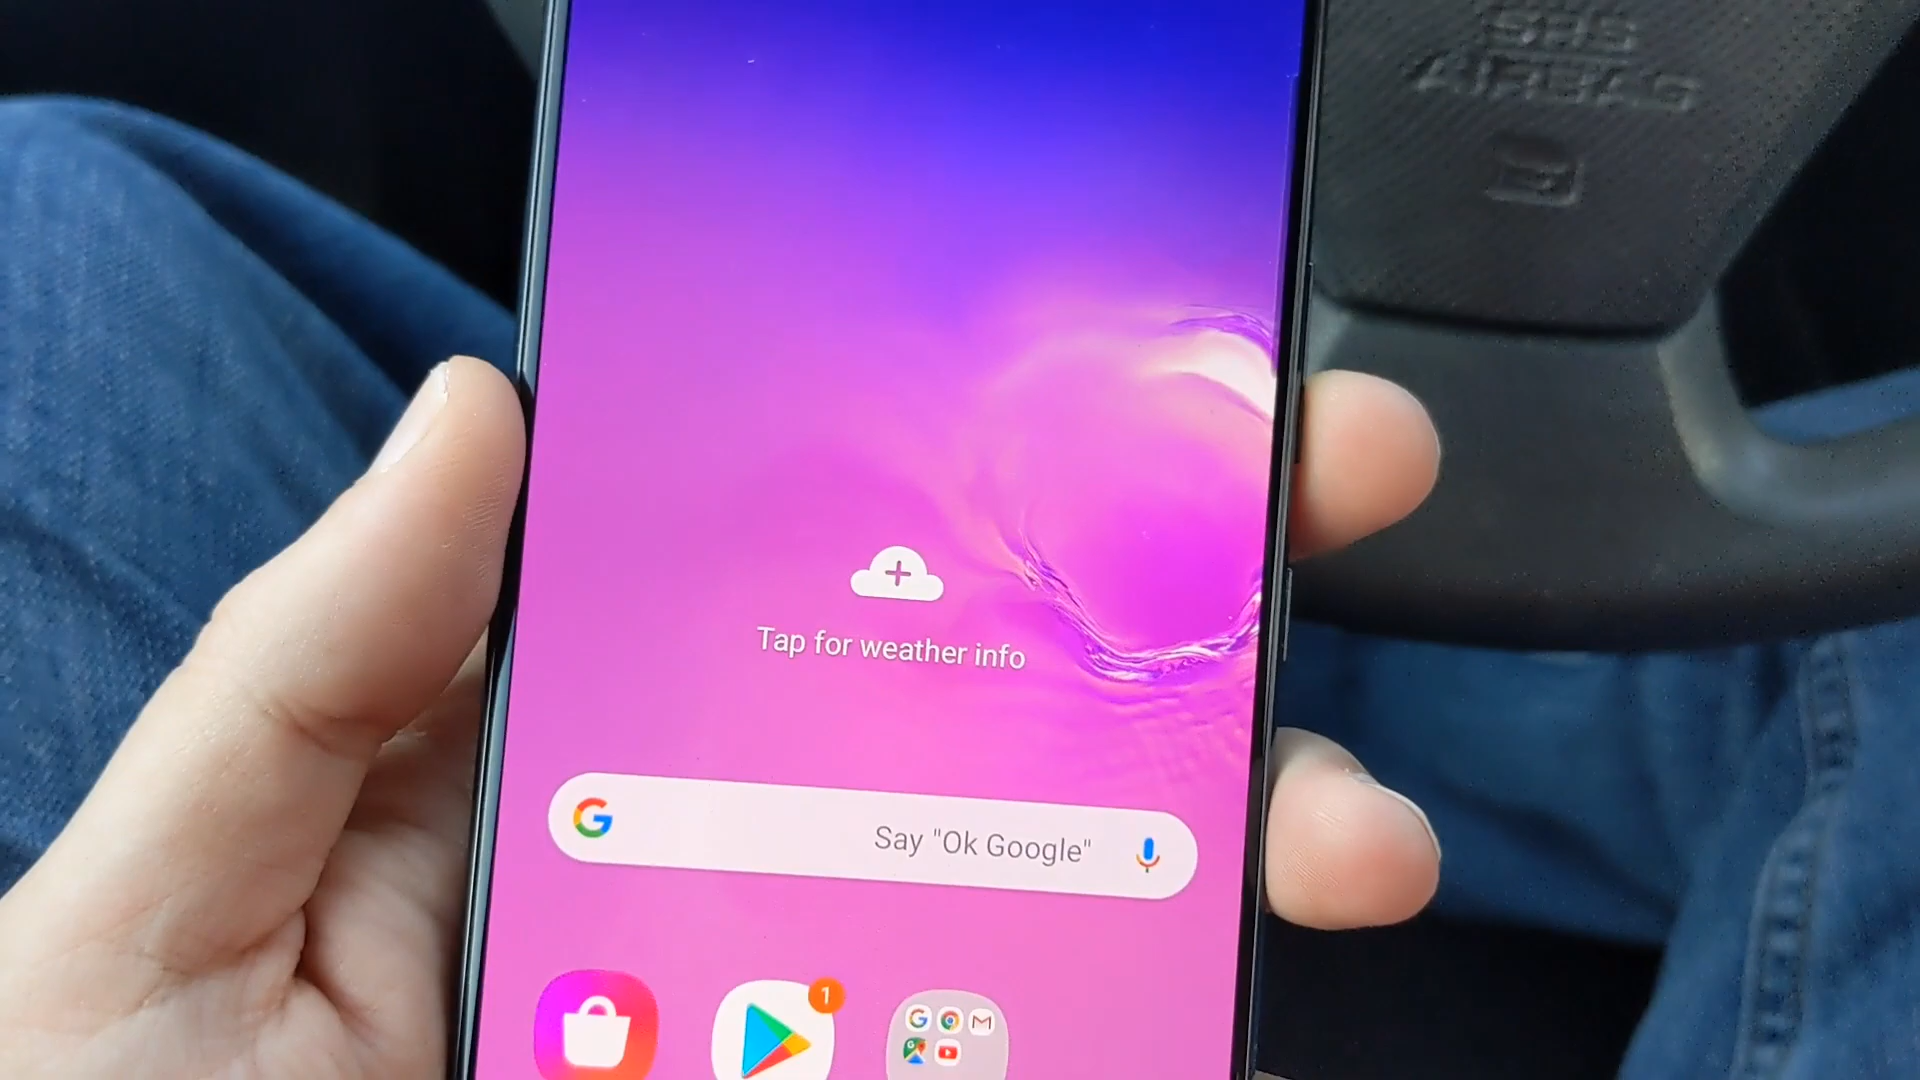 SRS
AIRBAG
Tap for weather info
G Say "Ok Google"
1